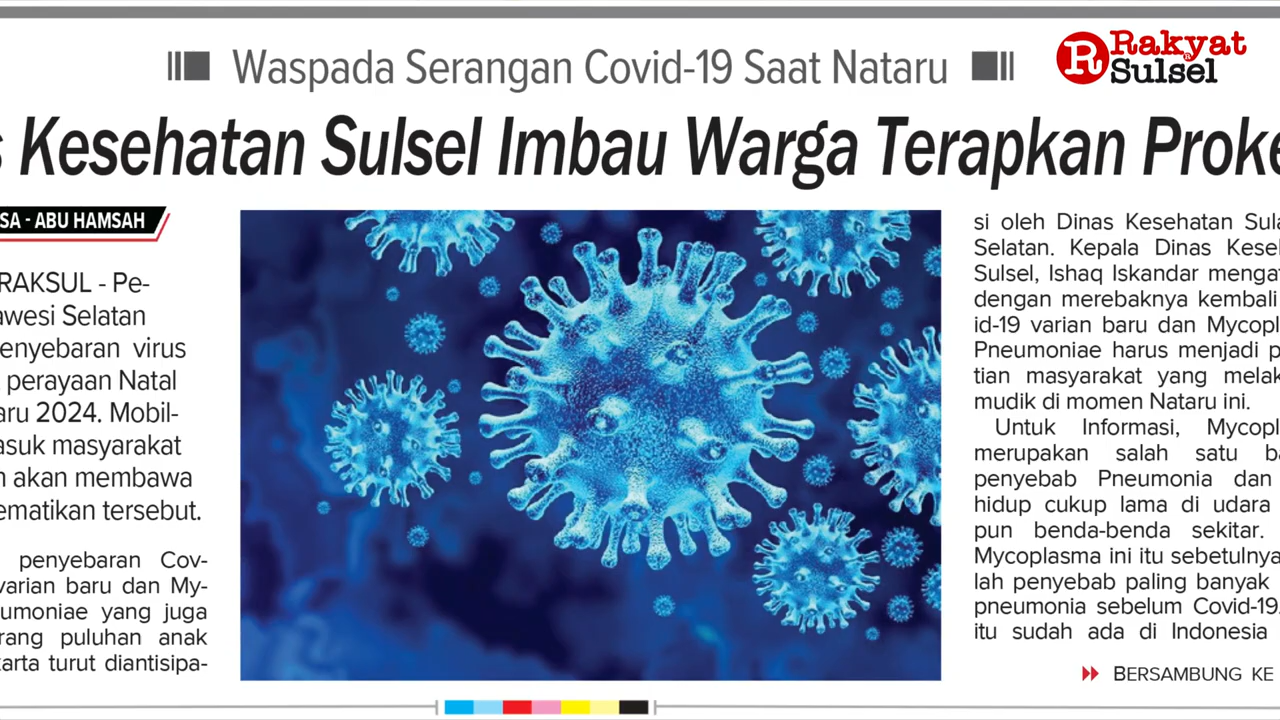 Waspada Serangan Covid-19 Saat Nataru
Rakyat
Sulsel
Kesehatan Sulsel Imbau Warga Terapkan Proke
SA - ABU HAMSAH
RAKSUL - Pe-
awesi Selatan
enyebaran virus
perayaan Natal
aru 2024. Mobil-
asuk masyarakat
n akan membawa
ematikan tersebut.
penyebaran Cov-
varian baru dan My-
umoniae yang juga
rang puluhan anak
karta turut diantisipa-
si oleh Dinas Kesehatan Sula
Selatan. Kepala Dinas Keseh
Sulsel, Ishaq Iskandar menga
dengan merebaknya kembali
id-19 varian baru dan Mycopl
Pneumoniae harus menjadi p
tian masyarakat yang melak
mudik di momen Nataru ini.
Untuk Informasi, Mycopl
merupakan salah satu ba
penyebab Pneumonia dan
hidup cukup lama di udara
pun benda-benda sekitar.
Mycoplasma ini itu sebetulnya
lah penyebab paling banyak
pneumonia sebelum Covid-19.
itu sudah ada di Indonesia
BERSAMBUNG KE